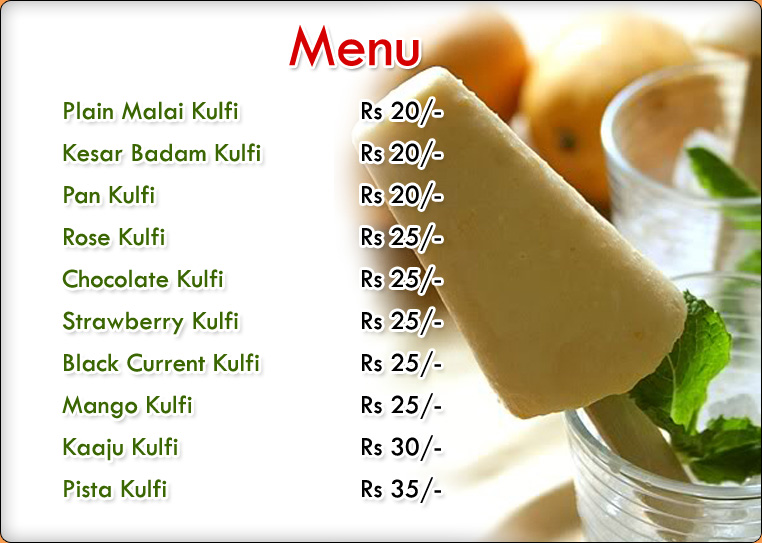 Menu
Plain Malai Kulfi Rs 20/-
Kesar Badam Kulfi Rs 20/-
Pan Kulfi Rs 20/-
Rose Kulfi Rs 25/-
Chocolate Kulfi Rs 25/-
Strawberry Kulfi Rs 25/-
Black Current Kulfi Rs 25/-
Mango Kulfi Rs 25/-
Kaaju Kulfi Rs 30/-
Pista Kulfi Rs 35/-